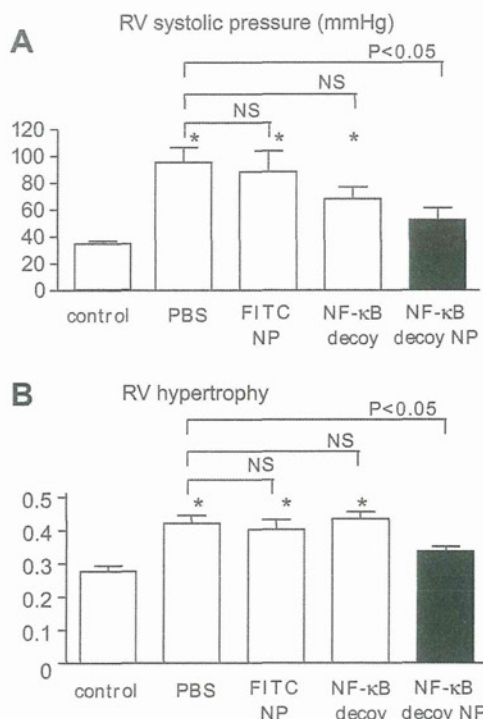 A
RV systolic pressure (mmHg)
P<0.05
NS
NS
* * *
120
100
80
60
40
20
0
control PBS FITC NP NF-κB decoy NF-κB decoy NP
B
RV hypertrophy
P<0.05
NS
NS
* * *
0.5
0.4
0.3
0.2
0.1
0
control PBS FITC NP NF-κB decoy NF-κB decoy NP